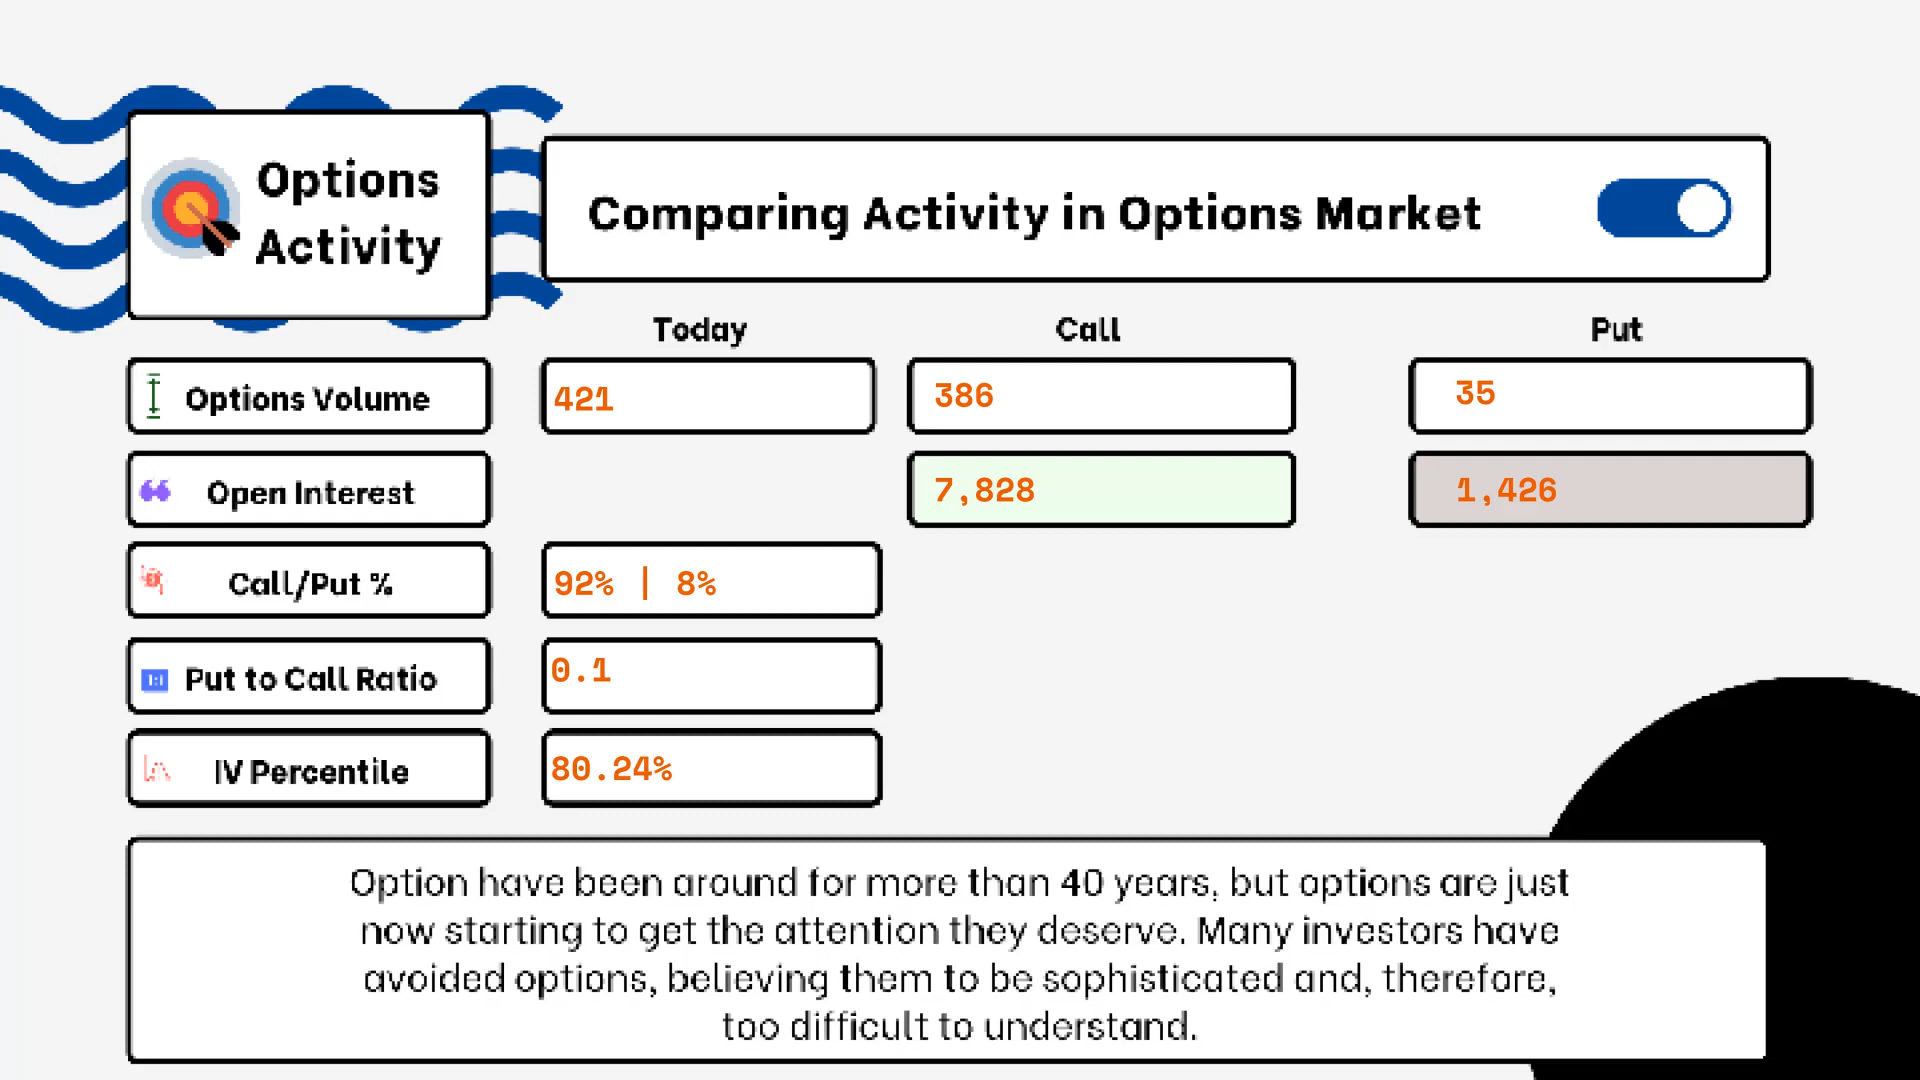 Options
Activity
Comparing Activity in Options Market
Today Call Put
Options Volume 421 386 35
Open Interest 7,828 1,426
Call/Put % 92% | 8%
1:1 Put to Call Ratio 0.1
IV Percentile 80.24%
Option have been around for more than 40 years, but options are just
now starting to get the attention they deserve. Many investors have
avoided options, believing them to be sophisticated and, therefore,
too difficult to understand.